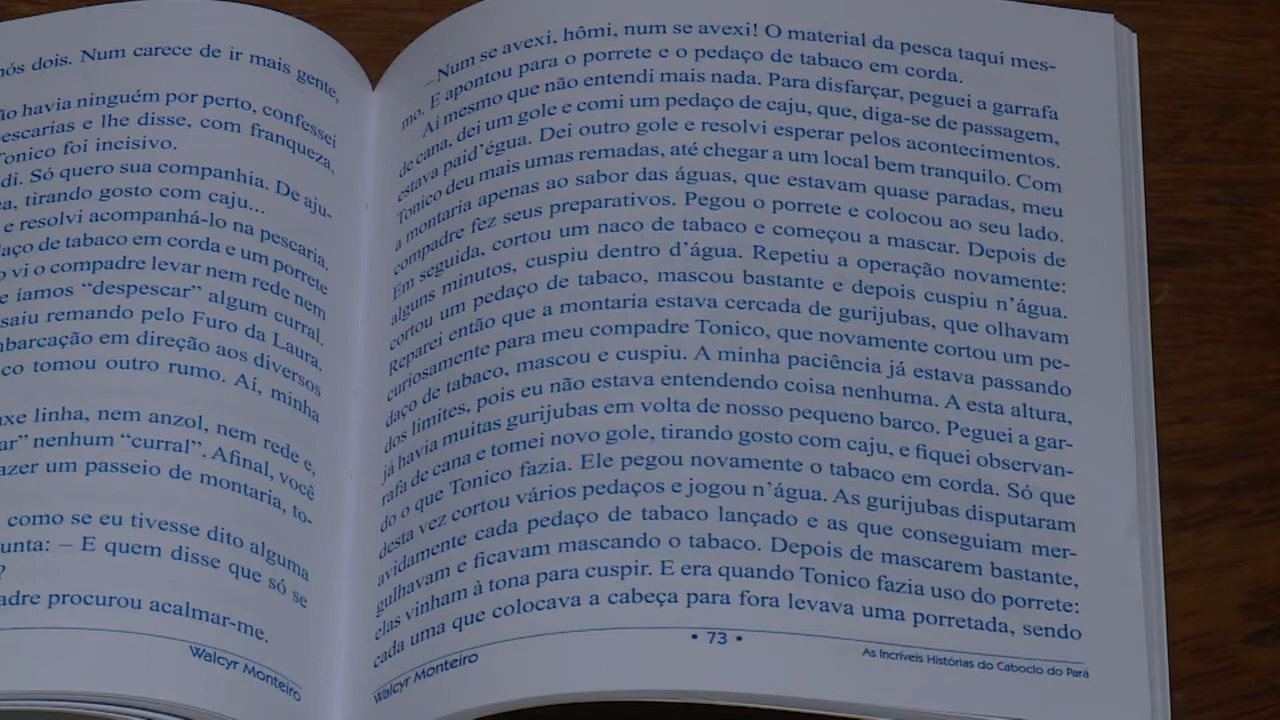 nós dois. Num carece de ir mais gente,
ão havia ninguém por perto, confessei
pescarias e lhe disse, com franqueza,
Tonico foi incisivo.
di. Só quero sua companhia. De aju-
a, tirando gosto com caju...
e resolvi acompanhá-lo na pescaria.
daço de tabaco em corda e um porrete
o vi o compadre levar nem rede nem
e íamos “despescar” algum curral.
saiu remando pelo Furo da Laura.
mbarcação em direção aos diversos
co tomou outro rumo. Aí, minha
uxe linha, nem anzol, nem rede e,
ar” nenhum “curral”. Afinal, você
azer um passeio de montaria, to-
como se eu tivesse dito alguma
unta: – E quem disse que só se
?
adre procurou acalmar-me.
Walcyr Monteiro
– Num se avexi, hômi, num se avexi! O material da pesca taqui mes-
mo. E apontou para o porrete e o pedaço de tabaco em corda.
Aí mesmo que não entendi mais nada. Para disfarçar, peguei a garrafa
de cana, dei um gole e comi um pedaço de caju, que, diga-se de passagem,
estava paid’égua. Dei outro gole e resolvi esperar pelos acontecimentos.
Tonico deu mais umas remadas, até chegar a um local bem tranquilo. Com
a montaria apenas ao sabor das águas, que estavam quase paradas, meu
compadre fez seus preparativos. Pegou o porrete e colocou ao seu lado.
Em seguida, cortou um naco de tabaco e começou a mascar. Depois de
alguns minutos, cuspiu dentro d’água. Repetiu a operação novamente:
cortou um pedaço de tabaco, mascou bastante e depois cuspiu n’água.
Reparei então que a montaria estava cercada de gurijubas, que olhavam
curiosamente para meu compadre Tonico, que novamente cortou um pe-
daço de tabaco, mascou e cuspiu. A minha paciência já estava passando
dos limites, pois eu não estava entendendo coisa nenhuma. A esta altura,
já havia muitas gurijubas em volta de nosso pequeno barco. Peguei a gar-
rafa de cana e tomei novo gole, tirando gosto com caju, e fiquei observan-
do o que Tonico fazia. Ele pegou novamente o tabaco em corda. Só que
desta vez cortou vários pedaços e jogou n’água. As gurijubas disputaram
avidamente cada pedaço de tabaco lançado e as que conseguiam mer-
gulhavam e ficavam mascando o tabaco. Depois de mascarem bastante,
elas vinham à tona para cuspir. E era quando Tonico fazia uso do porrete:
cada uma que colocava a cabeça para fora levava uma porretada, sendo
• 73 •
Walcyr Monteiro
As Incríveis Histórias do Caboclo do Pará